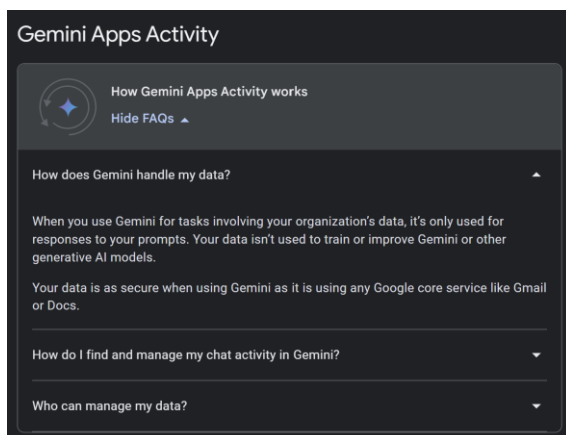 Gemini Apps Activity
How Gemini Apps Activity works
Hide FAQs
How does Gemini handle my data?
When you use Gemini for tasks involving your organization's data, it's only used for
responses to your prompts. Your data isn't used to train or improve Gemini or other
generative AI models.
Your data is as secure when using Gemini as it is using any Google core service like Gmail
or Docs.
How do I find and manage my chat activity in Gemini?
Who can manage my data?